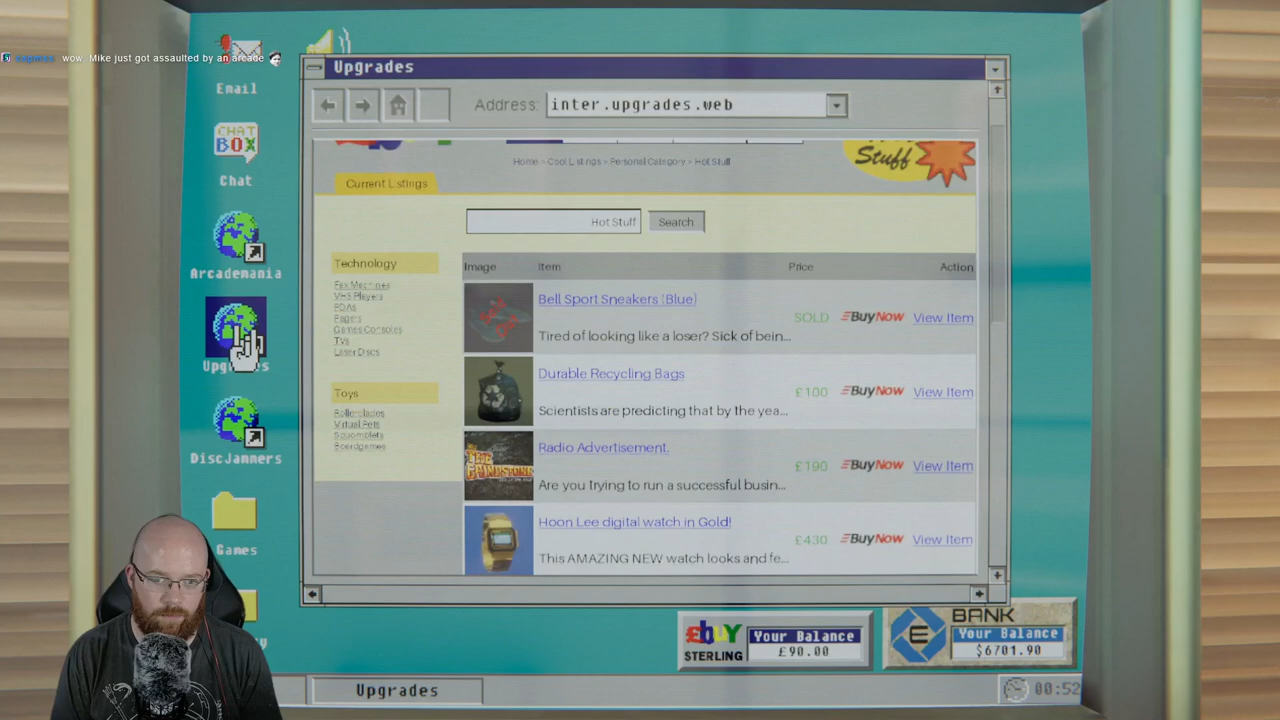 wow. Mike just got assaulted by an arcade
Email
CHAT
BOX
Chat
Arcademania
Upgrades
DiscJammers
Games
Upgrades
Address: inter.upgrades.web
Home > Cool Listings > Personal Category > Hot Stuff
Stuff
Current Listings
Hot Stuff Search
Technology
Fax Machines
VHS Players
PDAs
Pagers
Games Consoles
TVs
Laser Discs
Toys
Rollerblades
Virtual Pets
Boardgames
Image Item Price Action
Sold Out
Bell Sport Sneakers (Blue)
Tired of looking like a loser? Sick of bein...
SOLD BuyNow View Item
Durable Recycling Bags
Scientists are predicting that by the yea...
£100 BuyNow View Item
Radio Advertisement.
Are you trying to run a successful busin...
£190 BuyNow View Item
Hoon Lee digital watch in Gold!
This AMAZING NEW watch looks and fe...
£430 BuyNow View Item
ebuY
STERLING
Your Balance
£90.00
E
BANK
Your Balance
$6701.90
Upgrades
00:52